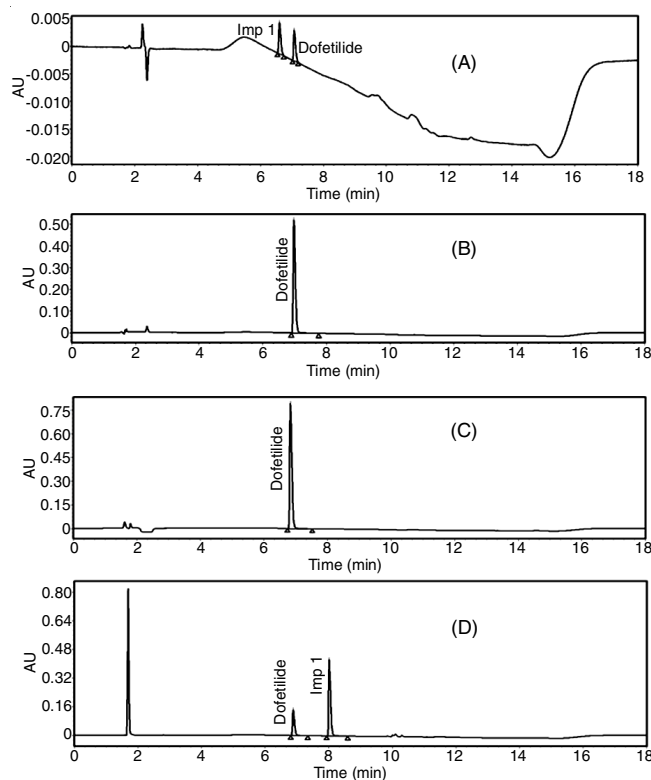 0.005
0
-0.005
-0.010
-0.015
-0.020
AU
Imp 1
Dofetilide
(A)
0 2 4 6 8 10 12 14 16 18
Time (min)
0.50
0.40
0.30
0.20
0.10
0
AU
Dofetilide
(B)
0 2 4 6 8 10 12 14 16 18
Time (min)
0.75
0.60
0.45
0.30
0.15
0
AU
Dofetilide
(C)
0 2 4 6 8 10 12 14 16 18
Time (min)
0.80
0.64
0.48
0.32
0.16
0
AU
Dofetilide
Imp 1
(D)
0 2 4 6 8 10 12 14 16 18
Time (min)